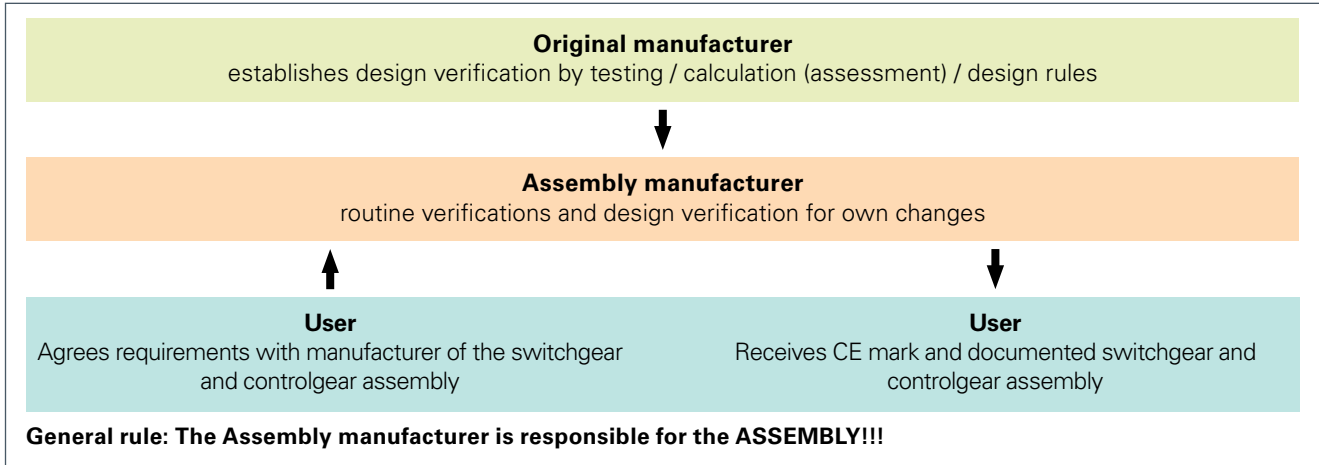 Original manufacturer
establishes design verification by testing / calculation (assessment) / design rules
Assembly manufacturer
routine verifications and design verification for own changes
User
Agrees requirements with manufacturer of the switchgear
and controlgear assembly
User
Receives CE mark and documented switchgear and
controlgear assembly
General rule: The Assembly manufacturer is responsible for the ASSEMBLY!!!